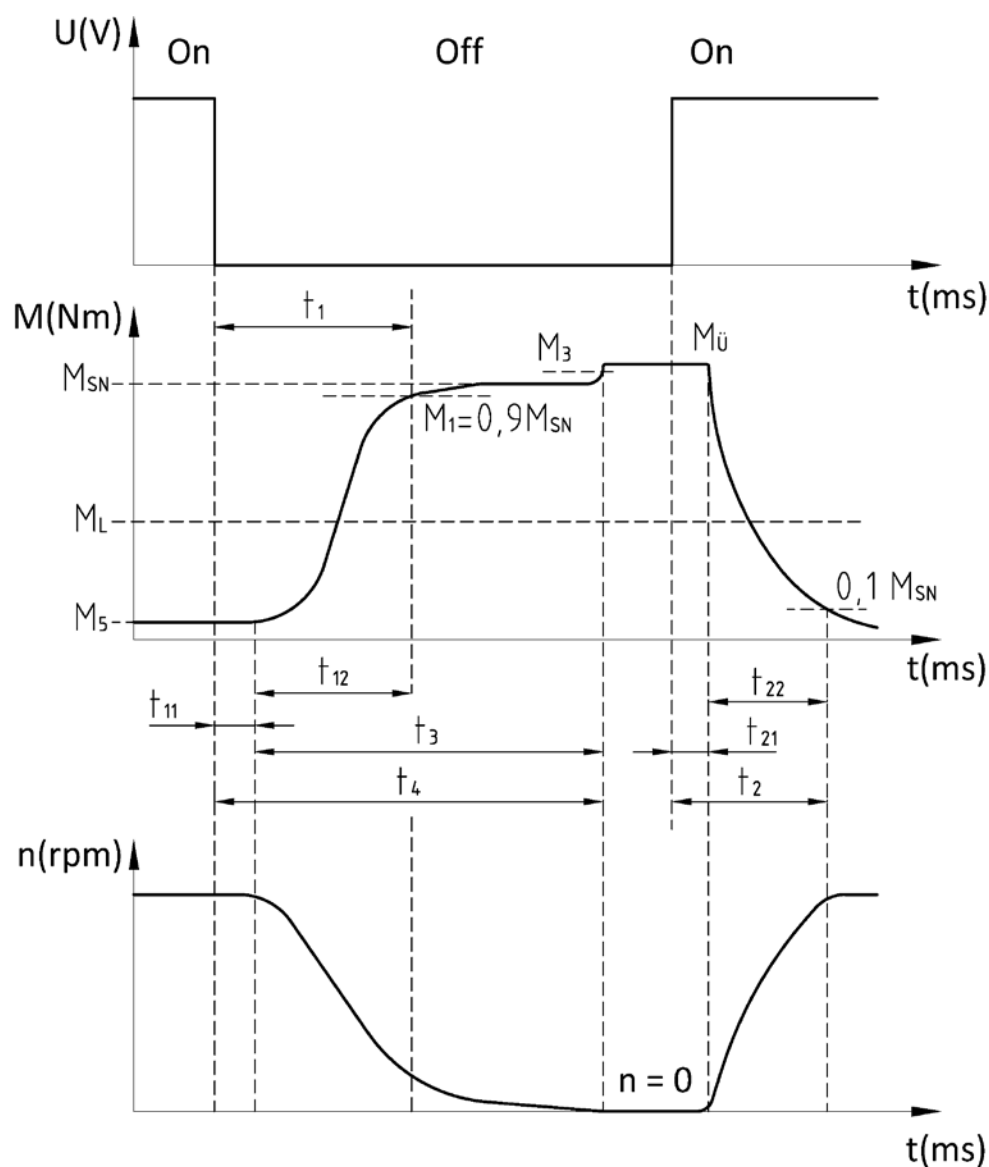 U(V)
On
Off
On
t(ms)
M(Nm)
t₁
M₃
Mü
MSN
M₁=0,9MSN
ML
0,1 MSN
M₅
t(ms)
t₁₂
t₂₂
t₁₁
t₃
t₂₁
t₄
t₂
n(rpm)
n = 0
t(ms)